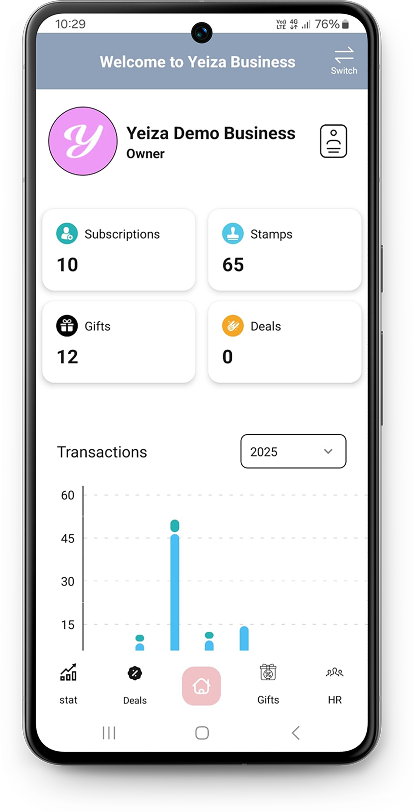 10:29
Vo)) LTE 4G 76%
Welcome to Yeiza Business
Switch
Y
Yeiza Demo Business
Owner
Subscriptions
10
Stamps
65
Gifts
12
Deals
0
Transactions
2025
60
45
30
15
stat
Deals
Gifts
HR